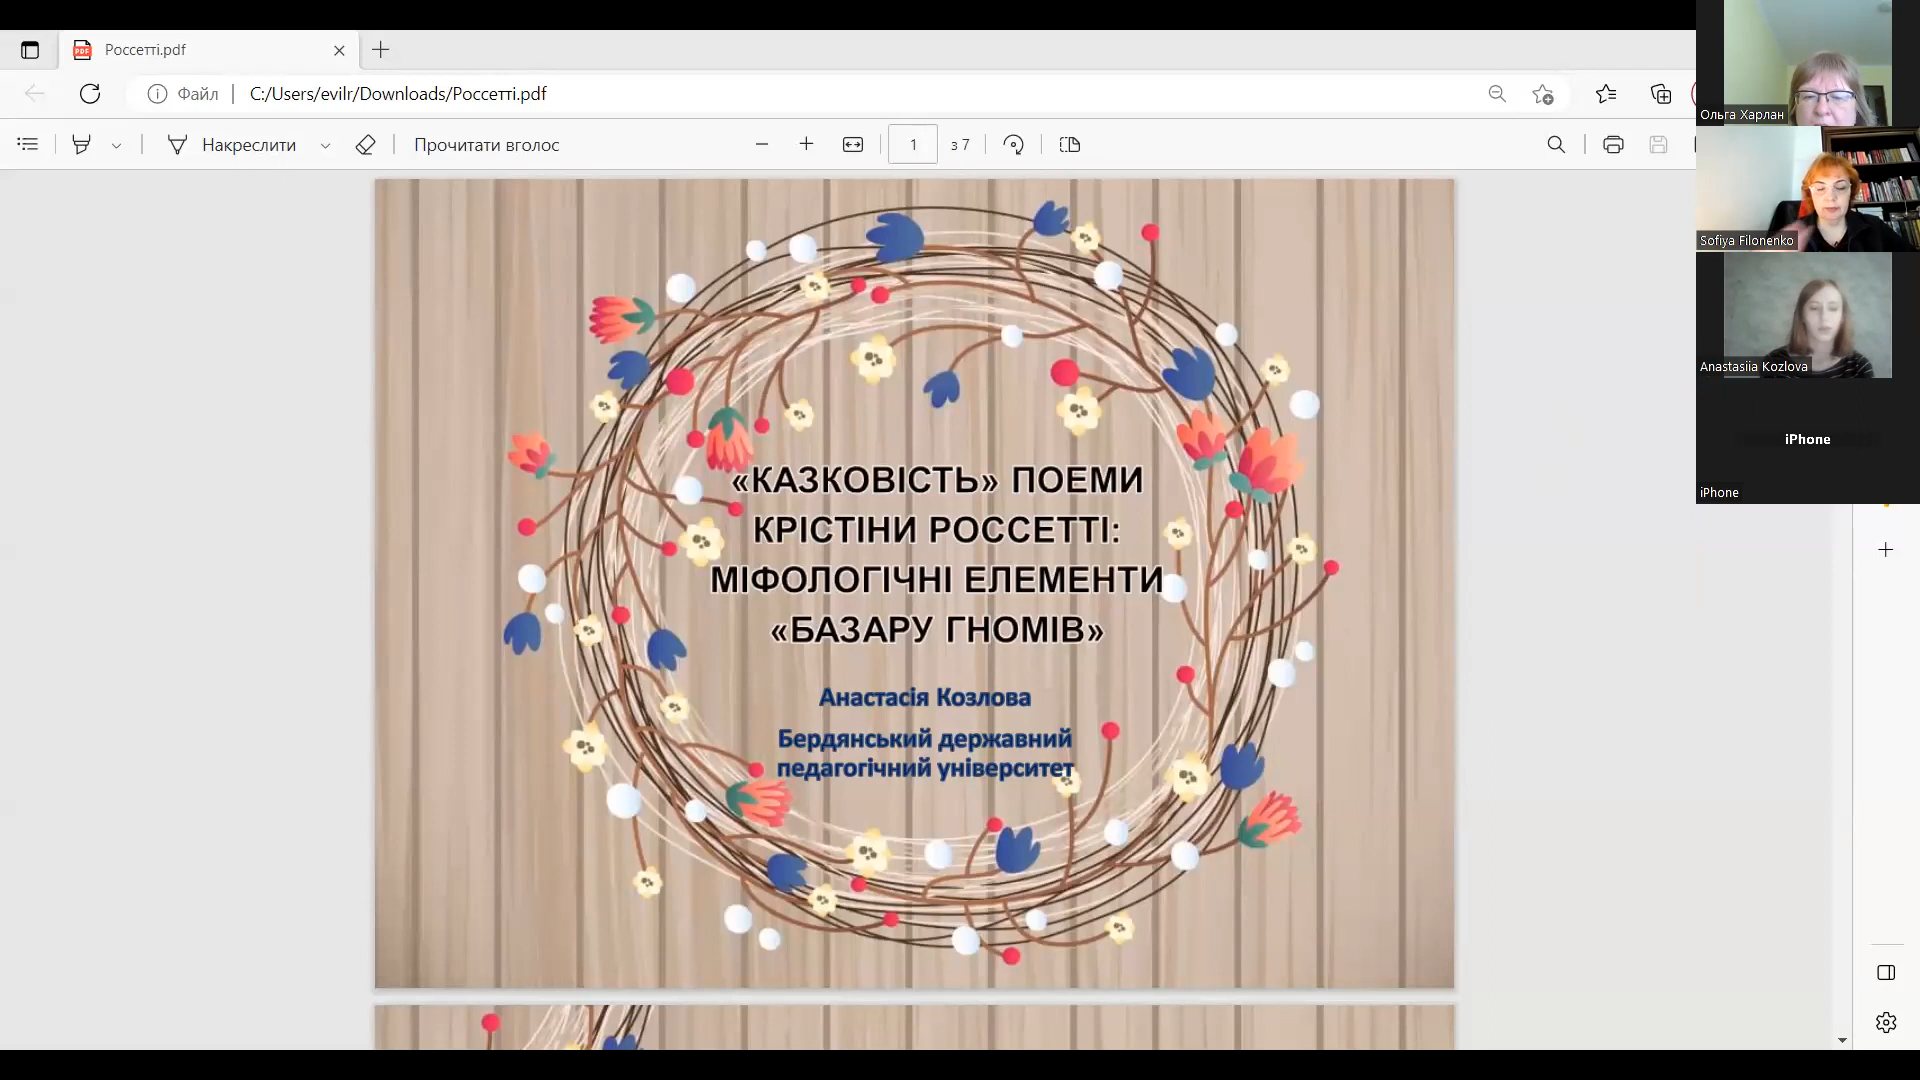 Россетті.pdf
Файл
C:/Users/evilr/Downloads/Россетті.pdf
Накреслити
Прочитати вголос
1 з 7
«КАЗКОВІСТЬ» ПОЕМИ
КРІСТІНИ РОССЕТТІ:
МІФОЛОГІЧНІ ЕЛЕМЕНТИ
«БАЗАРУ ГНОМІВ»
Анастасія Козлова
Бердянський державний
педагогічний університет
Ольга Харлан
Sofiya Filonenko
Anastasiia Kozlova
iPhone
iPhone